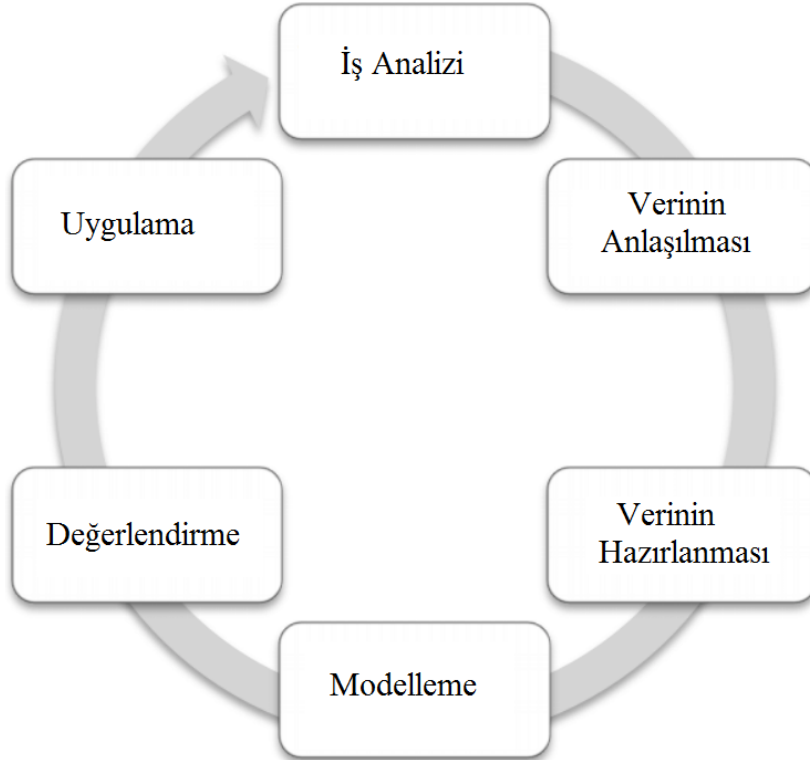 İş Analizi
Verinin
Anlaşılması
Verinin
Hazırlanması
Modelleme
Değerlendirme
Uygulama